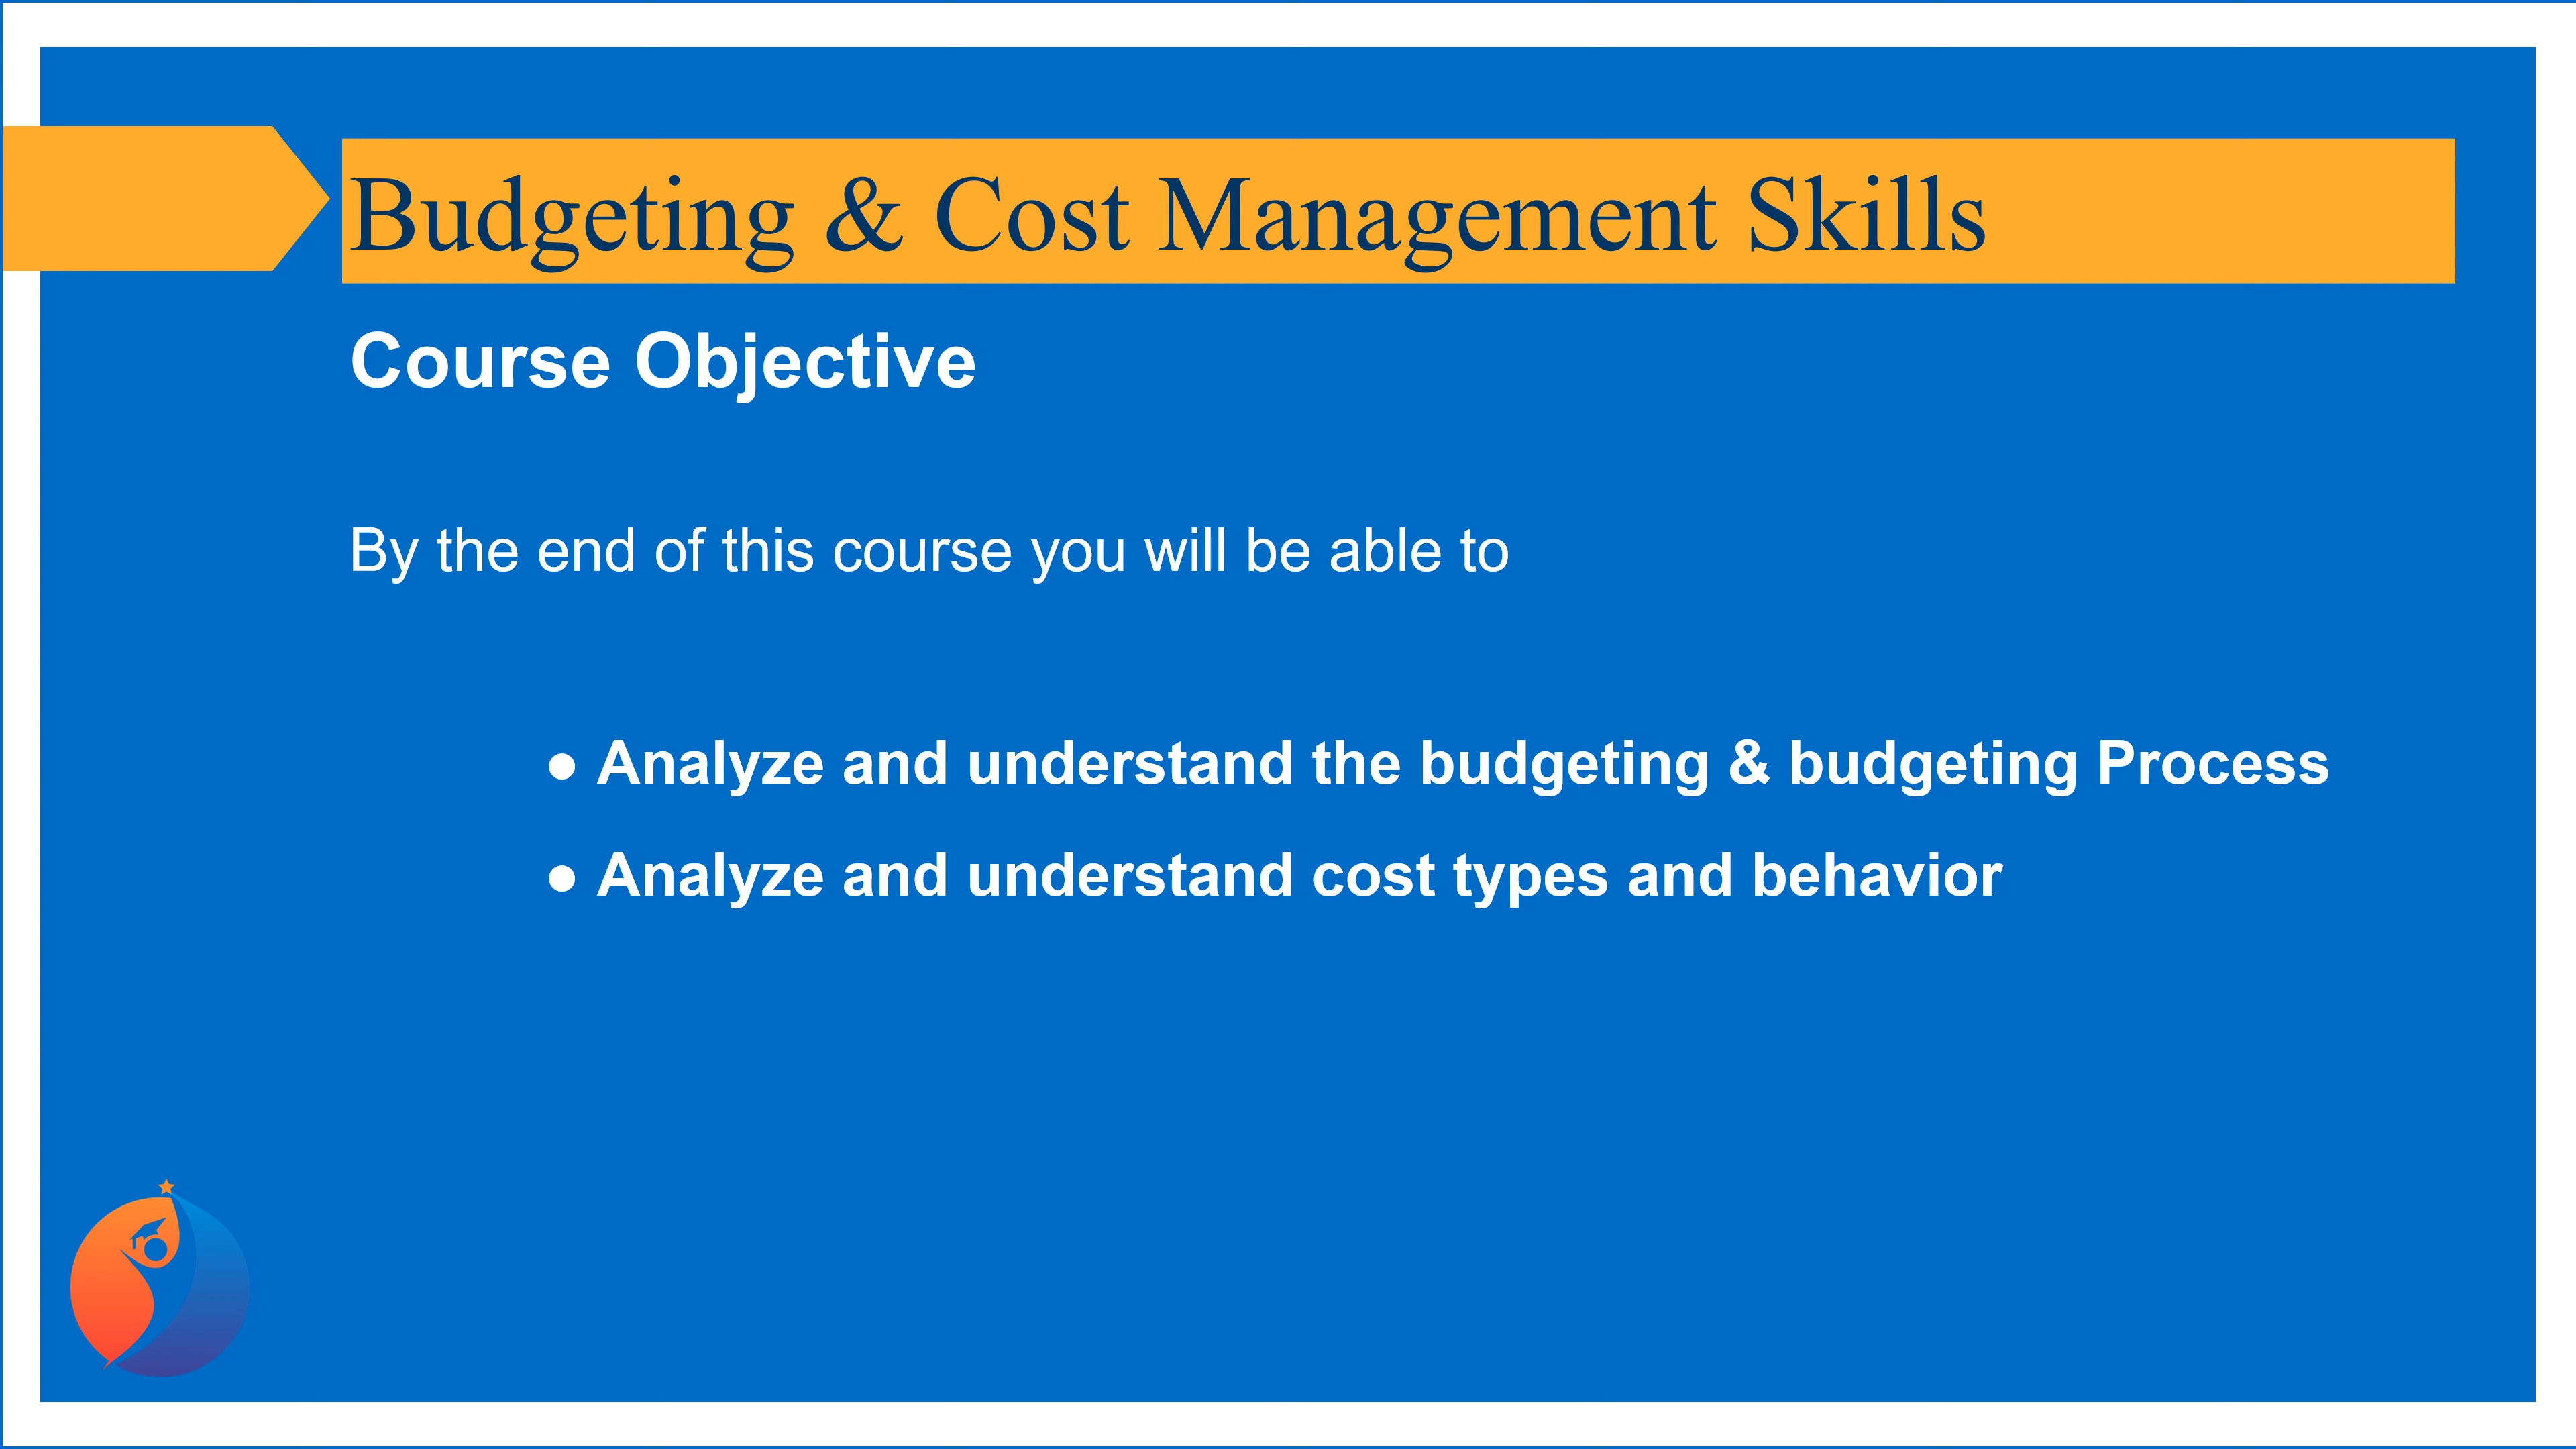 Budgeting & Cost Management Skills
Course Objective
By the end of this course you will be able to
● Analyze and understand the budgeting & budgeting Process
● Analyze and understand cost types and behavior